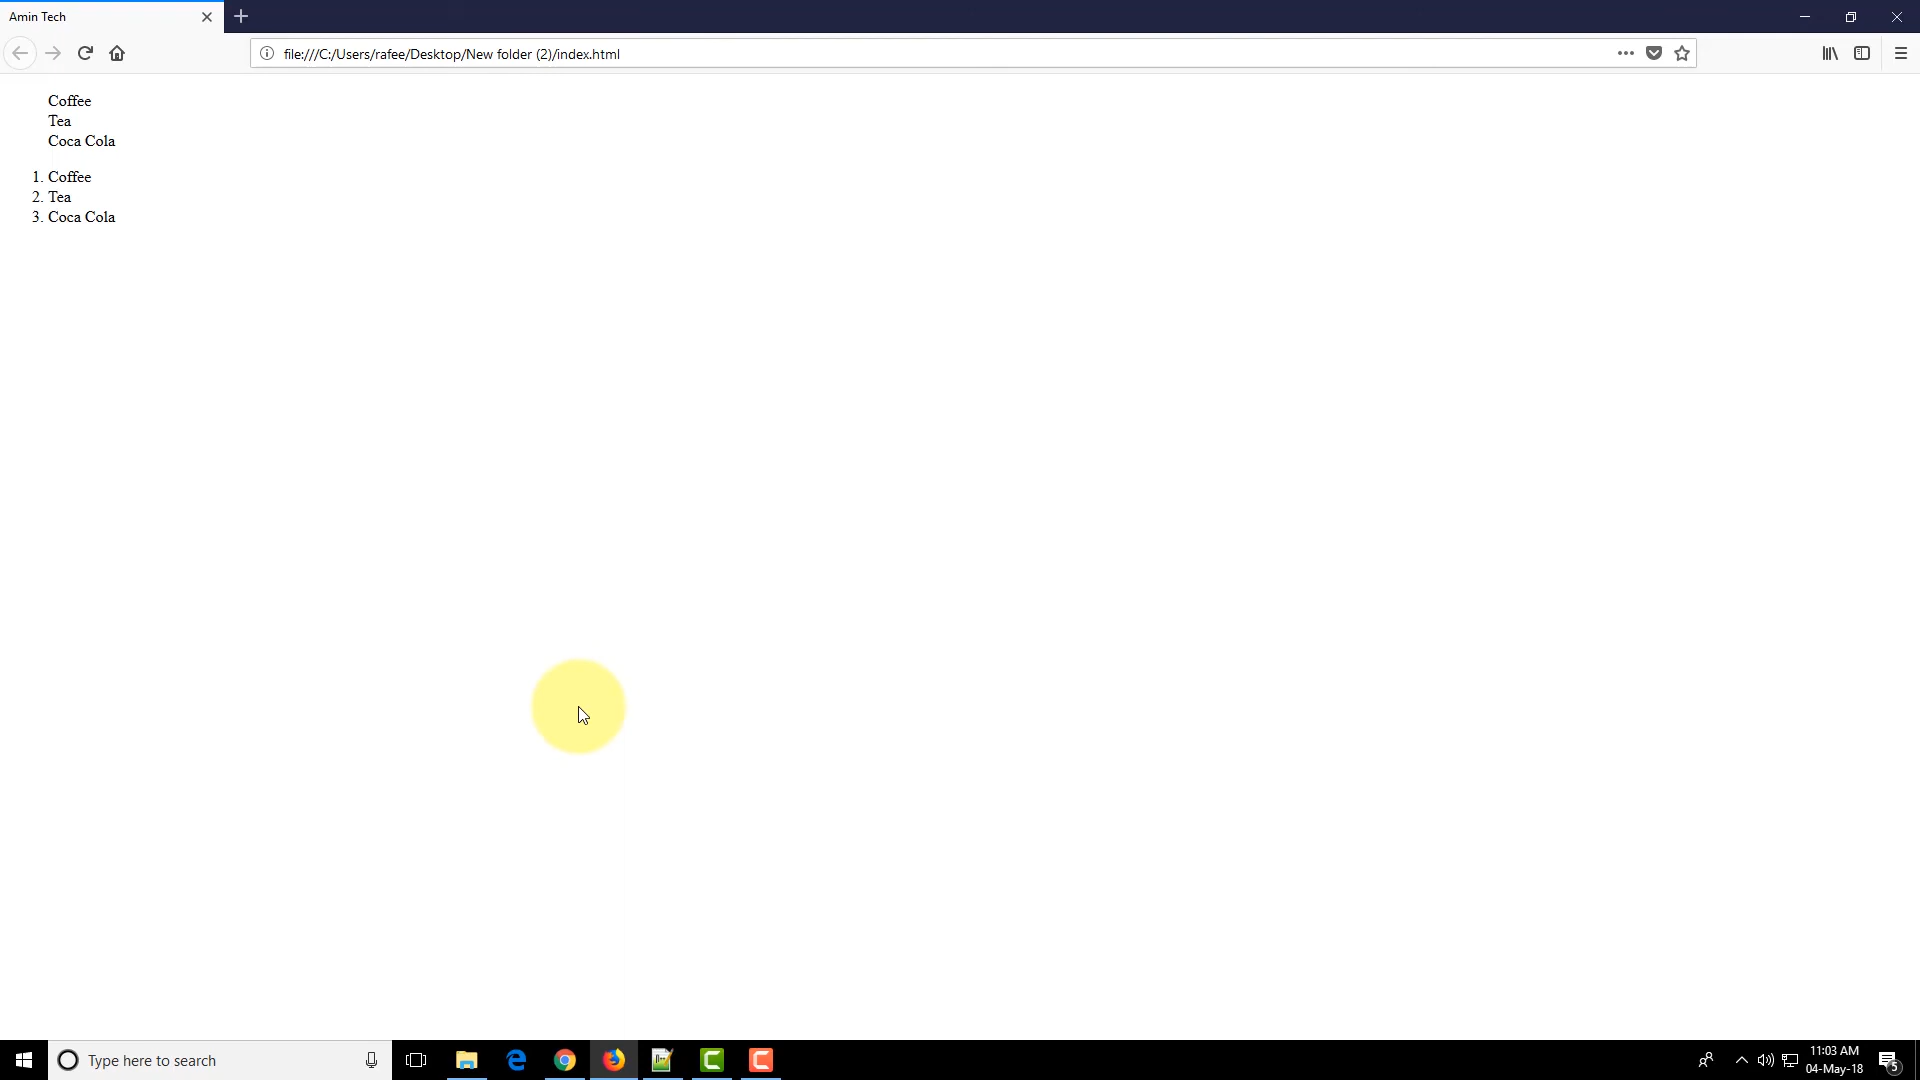 Amin Tech
file:///C:/Users/rafee/Desktop/New folder (2)/index.html
Coffee
Tea
Coca Cola
1. Coffee
2. Tea
3. Coca Cola
Type here to search
11:03 AM
04-May-18
5